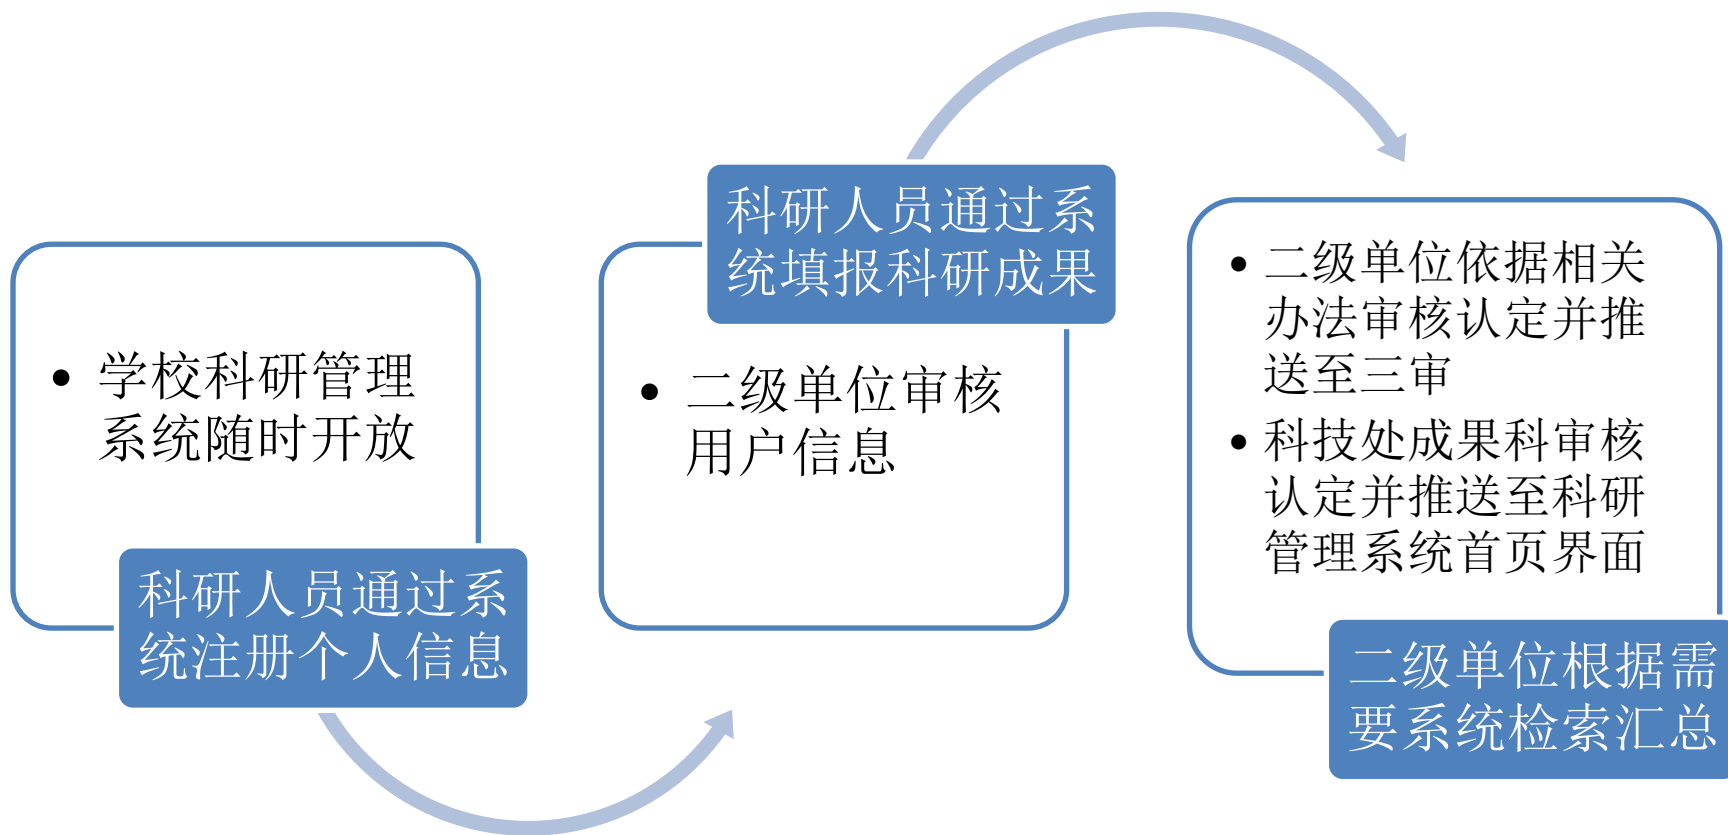 • 学校科研管理
系统随时开放
科研人员通过系
统注册个人信息
科研人员通过系
统填报科研成果
• 二级单位审核
用户信息
• 二级单位依据相关
办法审核认定并推
送至三审
• 科技处成果科审核
认定并推送至科研
管理系统首页界面
二级单位根据需
要系统检索汇总